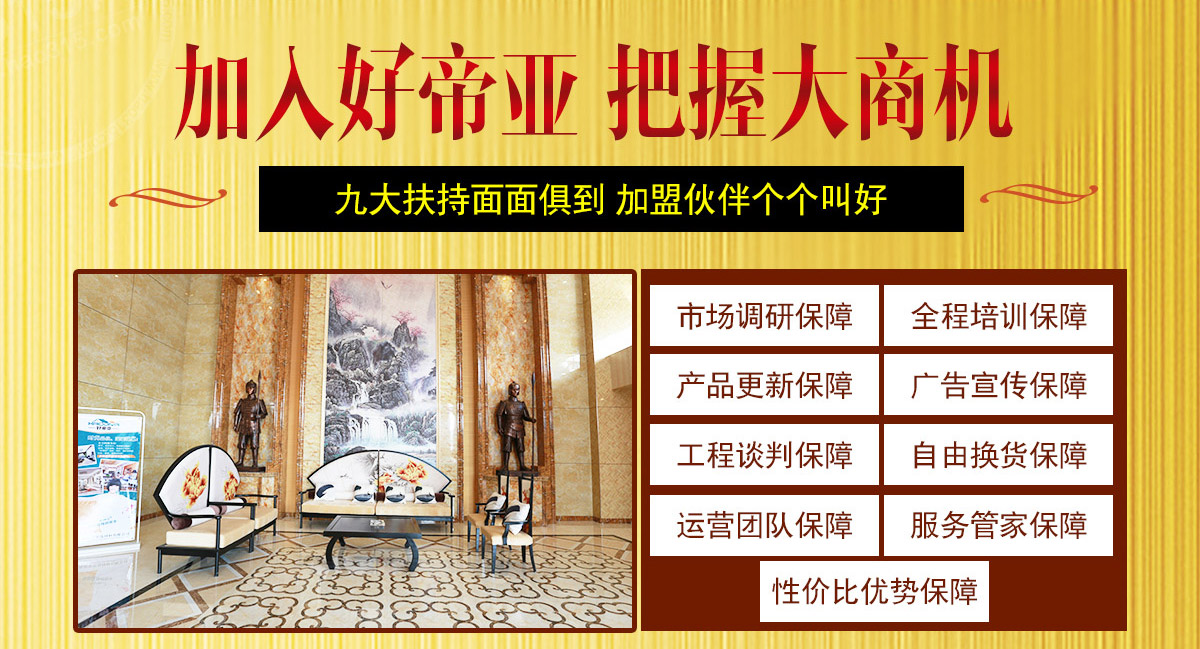 加入好帝亚 把握大商机
九大扶持面面俱到 加盟伙伴个个叫好
市场调研保障 全程培训保障
产品更新保障 广告宣传保障
工程谈判保障 自由换货保障
运营团队保障 服务管家保障
性价比优势保障